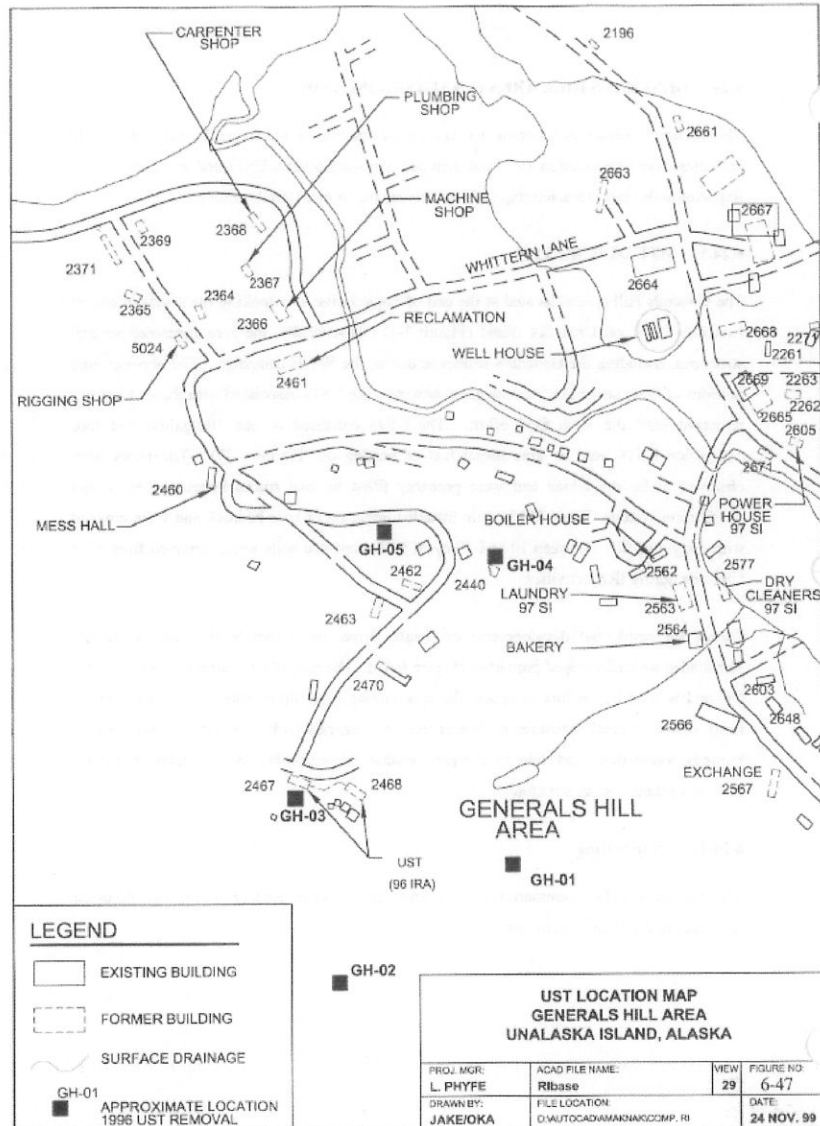 CARPENTER
SHOP
2196
PLUMBING
SHOP
2661
2663
MACHINE
SHOP
2667
2369
2368
2371
WHITTERN LANE
2367
2664
2365
2364
2366
RECLAMATION
5024
WELL HOUSE
2668
2271
2261
RIGGING SHOP
2461
2669
2263
2262
2665
2605
2671
2460
MESS HALL
BOILER HOUSE
POWER
HOUSE
97 SI
GH-05
GH-04
2562
2577
2462
2440
LAUNDRY
97 SI
2563
DRY
CLEANERS
97 SI
2463
BAKERY
2564
2470
2603
2566
2648
EXCHANGE
2567
2467
2468
GH-03
GENERALS HILL
AREA
UST
(96 IRA)
GH-01
LEGEND
EXISTING BUILDING
FORMER BUILDING
SURFACE DRAINAGE
GH-01
APPROXIMATE LOCATION
1996 UST REMOVAL
GH-02
UST LOCATION MAP
GENERALS HILL AREA
UNALASKA ISLAND, ALASKA
PROJ. MGR:
L. PHYFE
ACAD FILE NAME:
RIbase
VIEW
29
FIGURE NO:
6-47
DRAWN BY:
JAKE/OKA
FILE LOCATION:
D:\AUTOCAD\AMAKNAK\COMP. RI
DATE:
24 NOV. 99